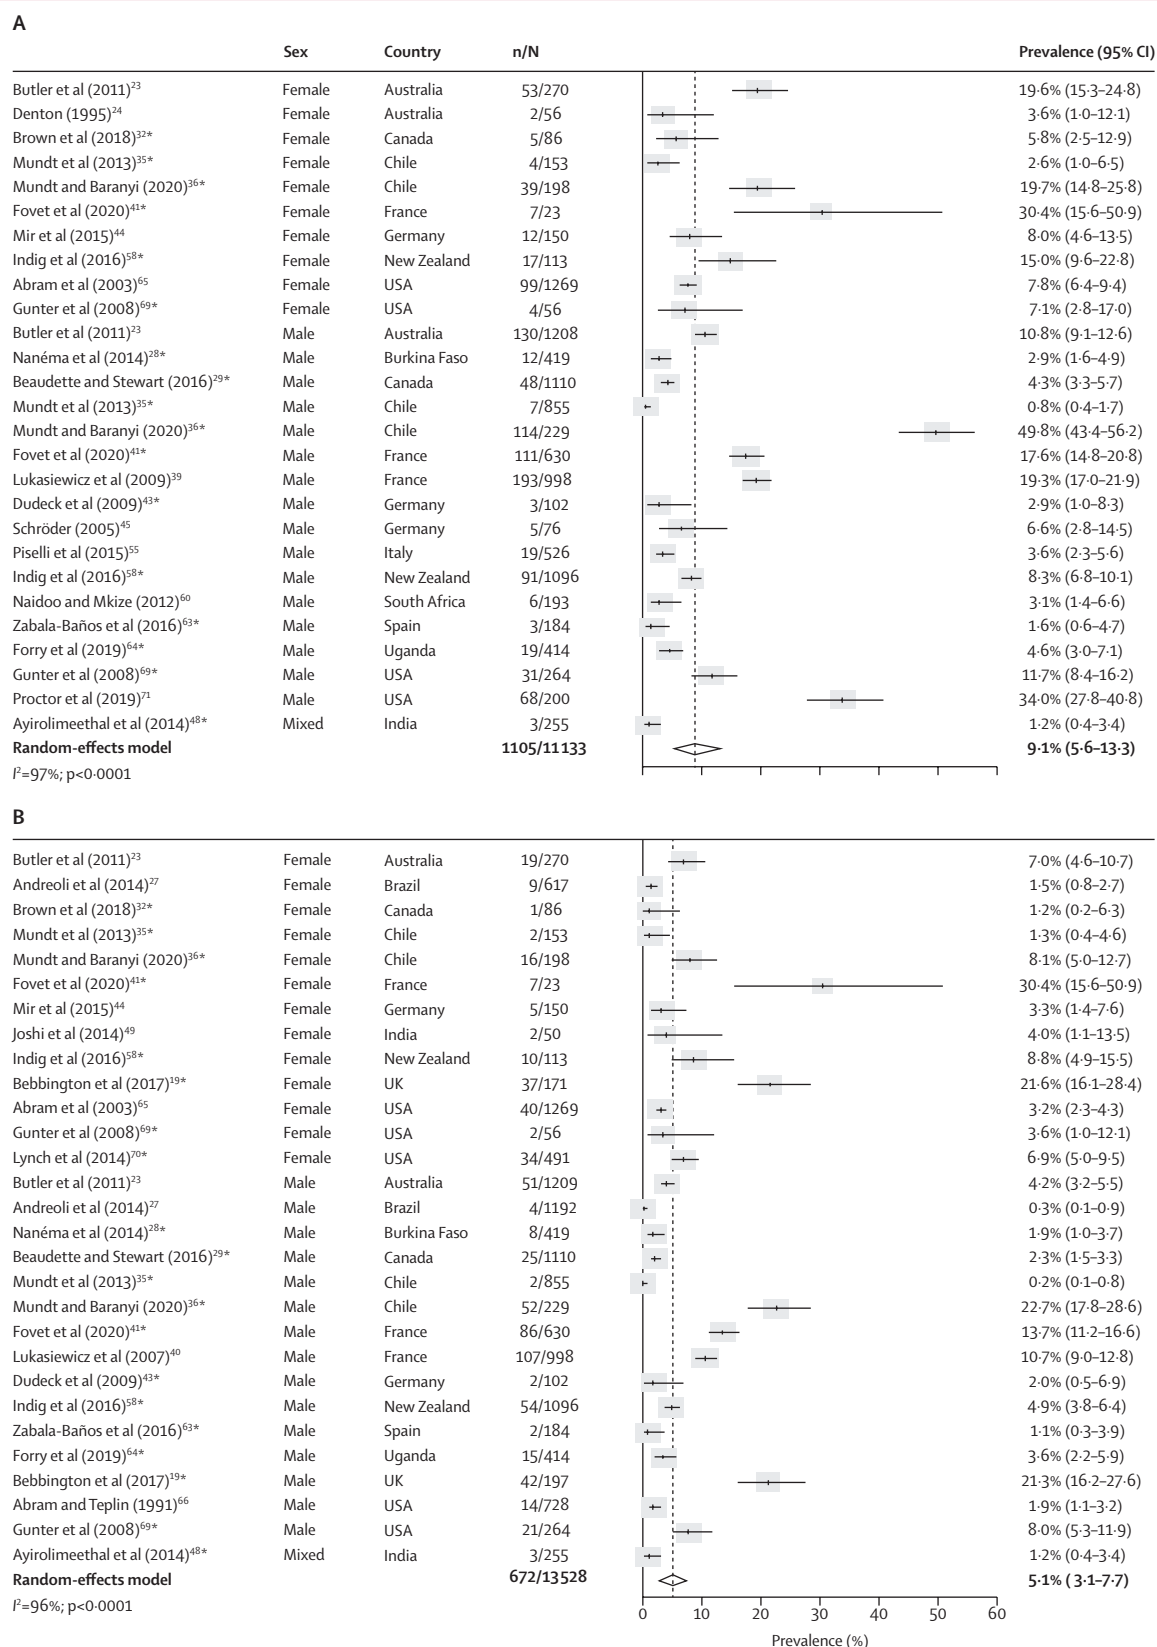 A
Sex Country n/N Prevalence (95% CI)
Butler et al (2011)23 Female Australia 53/270 19·6% (15·3–24·8)
Denton (1995)24 Female Australia 2/56 3·6% (1·0–12·1)
Brown et al (2018)32* Female Canada 5/86 5·8% (2·5–12·9)
Mundt et al (2013)35* Female Chile 4/153 2·6% (1·0–6·5)
Mundt and Baranyi (2020)36* Female Chile 39/198 19·7% (14·8–25·8)
Fovet et al (2020)41* Female France 7/23 30·4% (15·6–50·9)
Mir et al (2015)44 Female Germany 12/150 8·0% (4·6–13·5)
Indig et al (2016)58* Female New Zealand 17/113 15·0% (9·6–22·8)
Abram et al (2003)65 Female USA 99/1269 7·8% (6·4–9·4)
Gunter et al (2008)69* Female USA 4/56 7·1% (2·8–17·0)
Butler et al (2011)23 Male Australia 130/1208 10·8% (9·1–12·6)
Nanéma et al (2014)28* Male Burkina Faso 12/419 2·9% (1·6–4·9)
Beaudette and Stewart (2016)29* Male Canada 48/1110 4·3% (3·3–5·7)
Mundt et al (2013)35* Male Chile 7/855 0·8% (0·4–1·7)
Mundt and Baranyi (2020)36* Male Chile 114/229 49·8% (43·4–56·2)
Fovet et al (2020)41* Male France 111/630 17·6% (14·8–20·8)
Lukasiewicz et al (2009)39 Male France 193/998 19·3% (17·0–21·9)
Dudeck et al (2009)43* Male Germany 3/102 2·9% (1·0–8·3)
Schröder (2005)45 Male Germany 5/76 6·6% (2·8–14·5)
Piselli et al (2015)55 Male Italy 19/526 3·6% (2·3–5·6)
Indig et al (2016)58* Male New Zealand 91/1096 8·3% (6·8–10·1)
Naidoo and Mkize (2012)60 Male South Africa 6/193 3·1% (1·4–6·6)
Zabala-Baños et al (2016)63* Male Spain 3/184 1·6% (0·6–4·7)
Forry et al (2019)64* Male Uganda 19/414 4·6% (3·0–7·1)
Gunter et al (2008)69* Male USA 31/264 11·7% (8·4–16·2)
Proctor et al (2019)71 Male USA 68/200 34·0% (27·8–40·8)
Ayirolimeethal et al (2014)48* Mixed India 3/255 1·2% (0·4–3·4)
Random-effects model 1105/11133 9·1% (5·6–13·3)
I2=97%; p<0·0001
B
Butler et al (2011)23 Female Australia 19/270 7·0% (4·6–10·7)
Andreoli et al (2014)27 Female Brazil 9/617 1·5% (0·8–2·7)
Brown et al (2018)32* Female Canada 1/86 1·2% (0·2–6·3)
Mundt et al (2013)35* Female Chile 2/153 1·3% (0·4–4·6)
Mundt and Baranyi (2020)36* Female Chile 16/198 8·1% (5·0–12·7)
Fovet et al (2020)41* Female France 7/23 30·4% (15·6–50·9)
Mir et al (2015)44 Female Germany 5/150 3·3% (1·4–7·6)
Joshi et al (2014)49 Female India 2/50 4·0% (1·1–13·5)
Indig et al (2016)58* Female New Zealand 10/113 8·8% (4·9–15·5)
Bebbington et al (2017)19* Female UK 37/171 21·6% (16·1–28·4)
Abram et al (2003)65 Female USA 40/1269 3·2% (2·3–4·3)
Gunter et al (2008)69* Female USA 2/56 3·6% (1·0–12·1)
Lynch et al (2014)70* Female USA 34/491 6·9% (5·0–9·5)
Butler et al (2011)23 Male Australia 51/1209 4·2% (3·2–5·5)
Andreoli et al (2014)27 Male Brazil 4/1192 0·3% (0·1–0·9)
Nanéma et al (2014)28* Male Burkina Faso 8/419 1·9% (1·0–3·7)
Beaudette and Stewart (2016)29* Male Canada 25/1110 2·3% (1·5–3·3)
Mundt et al (2013)35* Male Chile 2/855 0·2% (0·1–0·8)
Mundt and Baranyi (2020)36* Male Chile 52/229 22·7% (17·8–28·6)
Fovet et al (2020)41* Male France 86/630 13·7% (11·2–16·6)
Lukasiewicz et al (2007)40 Male France 107/998 10·7% (9·0–12·8)
Dudeck et al (2009)43* Male Germany 2/102 2·0% (0·5–6·9)
Indig et al (2016)58* Male New Zealand 54/1096 4·9% (3·8–6·4)
Zabala-Baños et al (2016)63* Male Spain 2/184 1·1% (0·3–3·9)
Forry et al (2019)64* Male Uganda 15/414 3·6% (2·2–5·9)
Bebbington et al (2017)19* Male UK 42/197 21·3% (16·2–27·6)
Abram and Teplin (1991)66 Male USA 14/728 1·9% (1·1–3·2)
Gunter et al (2008)69* Male USA 21/264 8·0% (5·3–11·9)
Ayirolimeethal et al (2014)48* Mixed India 3/255 1·2% (0·4–3·4)
Random-effects model 672/13528 5·1% ( 3·1–7·7)
I2=96%; p<0·0001
0 10 20 30 40 50 60
Prevalence (%)